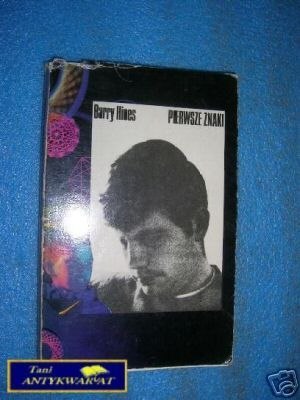 Barry Hines PIERWSZE ZNAKI
Tani
ANTYKWARIAT